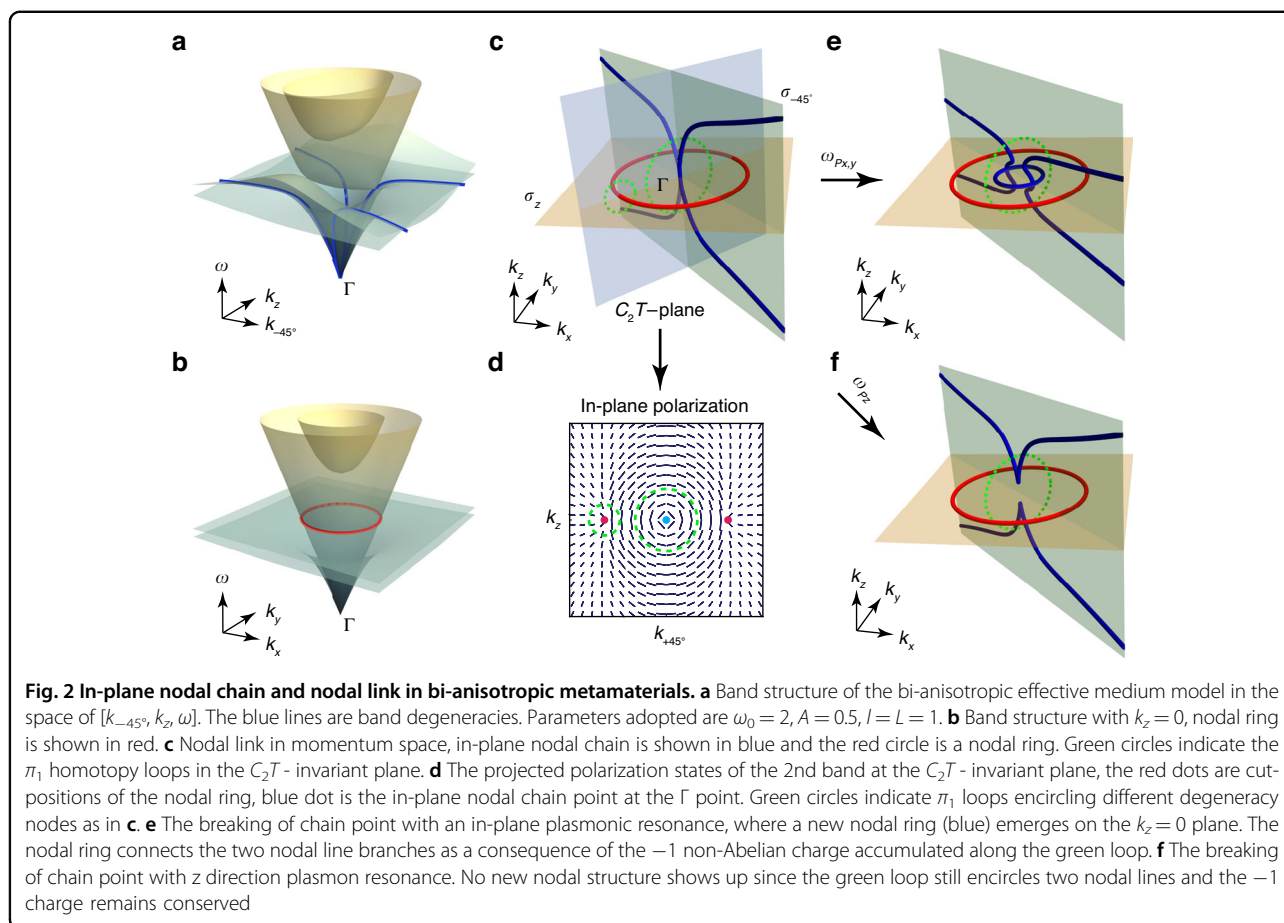 a
ω
k_z
k_{−45°}
Γ
b
ω
k_y
k_x
Γ
c
σ_{−45°}
Γ
σ_z
k_z
k_y
k_x
C₂T−plane
ω_{Px,y}
d
In-plane polarization
k_z
k_{+45°}
e
k_z
k_y
k_x
f
ω_{Pz}
k_z
k_y
k_x
Fig. 2 In-plane nodal chain and nodal link in bi-anisotropic metamaterials. a Band structure of the bi-anisotropic effective medium model in the
space of [k_{−45°}, k_z, ω]. The blue lines are band degeneracies. Parameters adopted are ω₀ = 2, A = 0.5, l = L = 1. b Band structure with k_z = 0, nodal ring
is shown in red. c Nodal link in momentum space, in-plane nodal chain is shown in blue and the red circle is a nodal ring. Green circles indicate the
π₁ homotopy loops in the C₂T - invariant plane. d The projected polarization states of the 2nd band at the C₂T - invariant plane, the red dots are cut-
positions of the nodal ring, blue dot is the in-plane nodal chain point at the Γ point. Green circles indicate π₁ loops encircling different degeneracy
nodes as in c. e The breaking of chain point with an in-plane plasmonic resonance, where a new nodal ring (blue) emerges on the k_z = 0 plane. The
nodal ring connects the two nodal line branches as a consequence of the −1 non-Abelian charge accumulated along the green loop. f The breaking
of chain point with z direction plasmon resonance. No new nodal structure shows up since the green loop still encircles two nodal lines and the −1
charge remains conserved